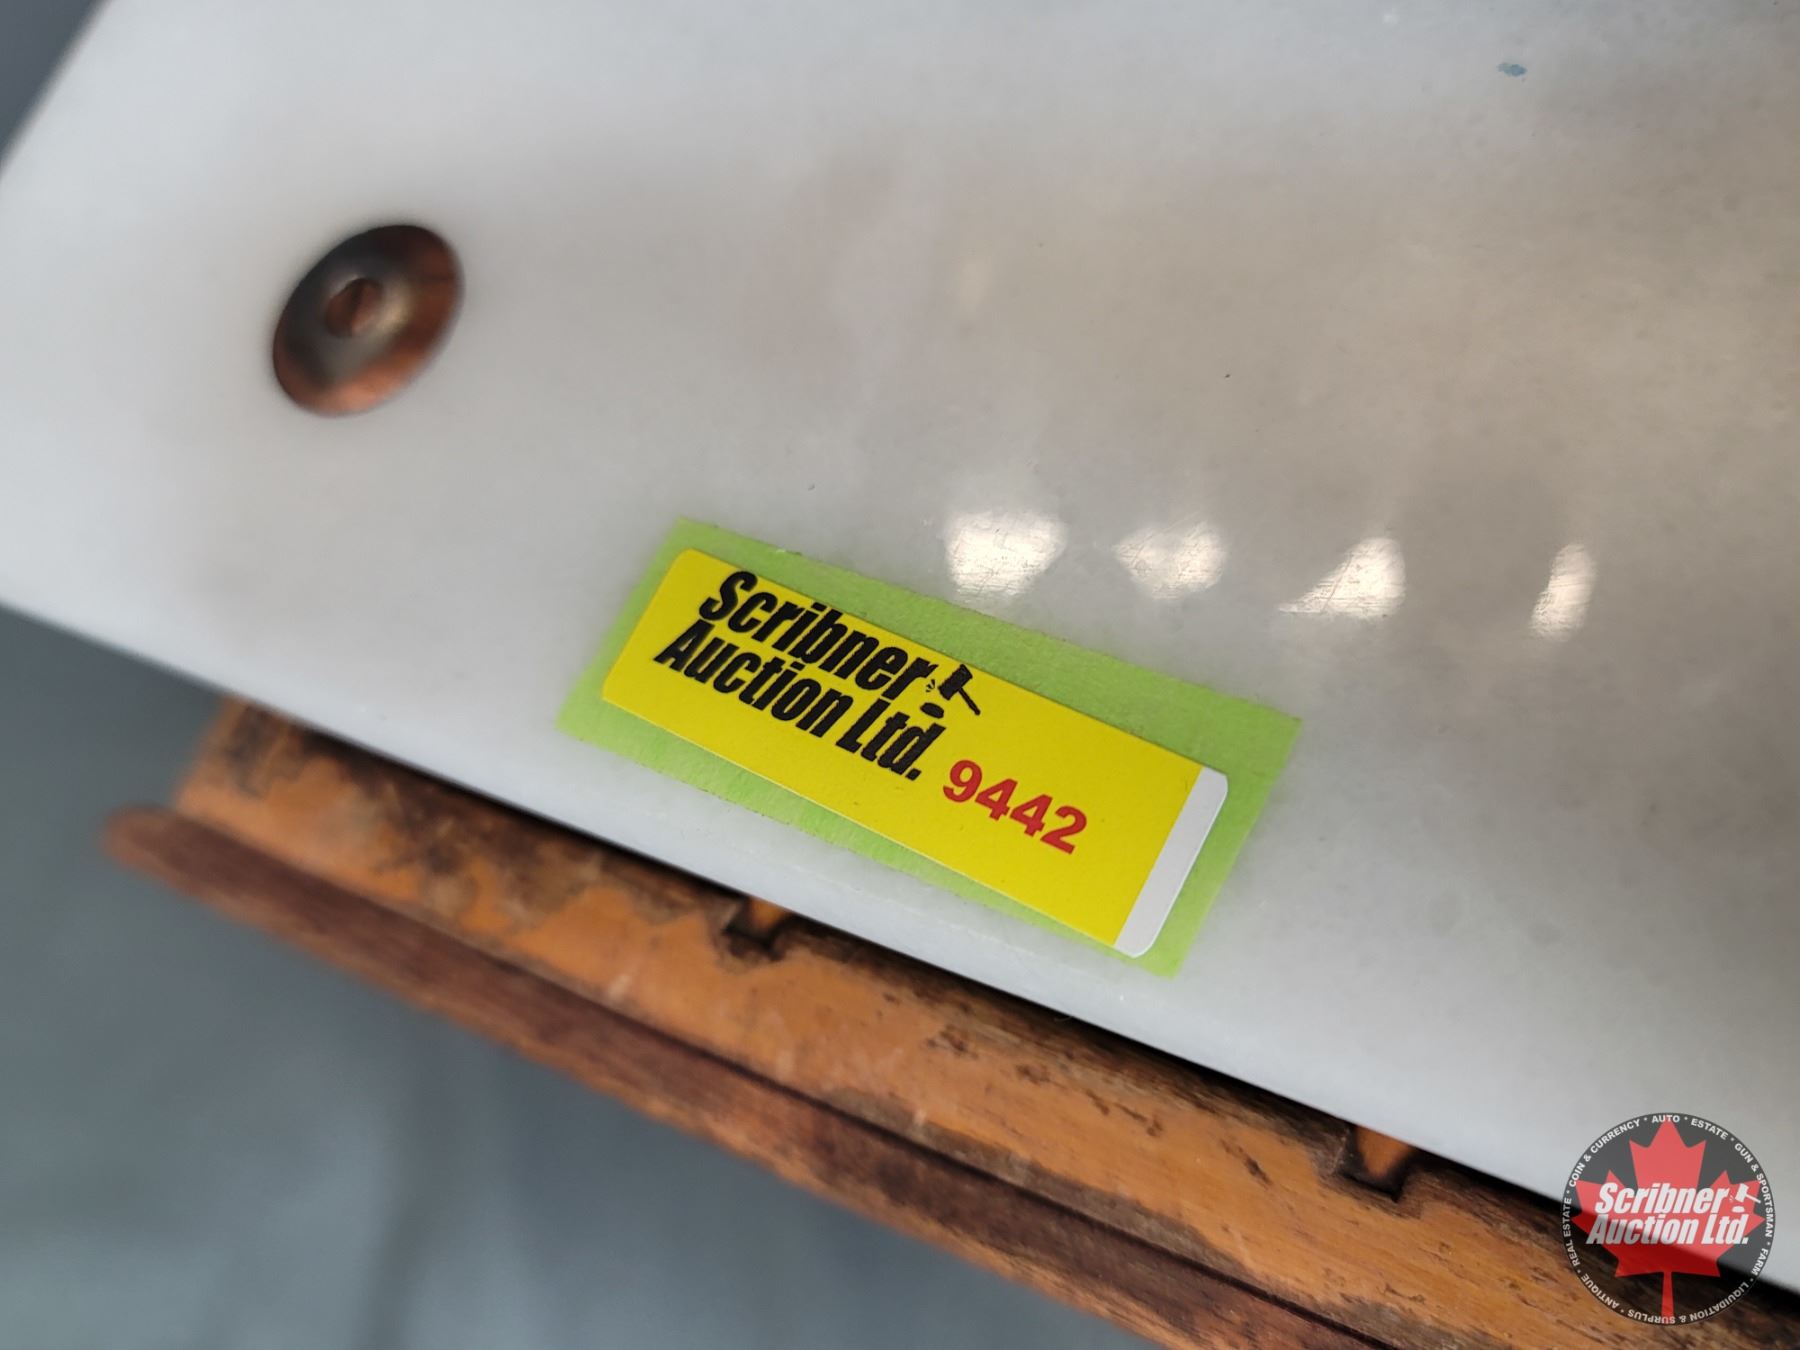 Scribner
Auction Ltd.
9442
COIN & CURRENCY * AUTO * ESTATE * GUN & SPORTSMAN * FARM * LIQUIDATION & SURPLUS * ANTIQUE * REAL ESTATE *
Scribner
Auction Ltd.